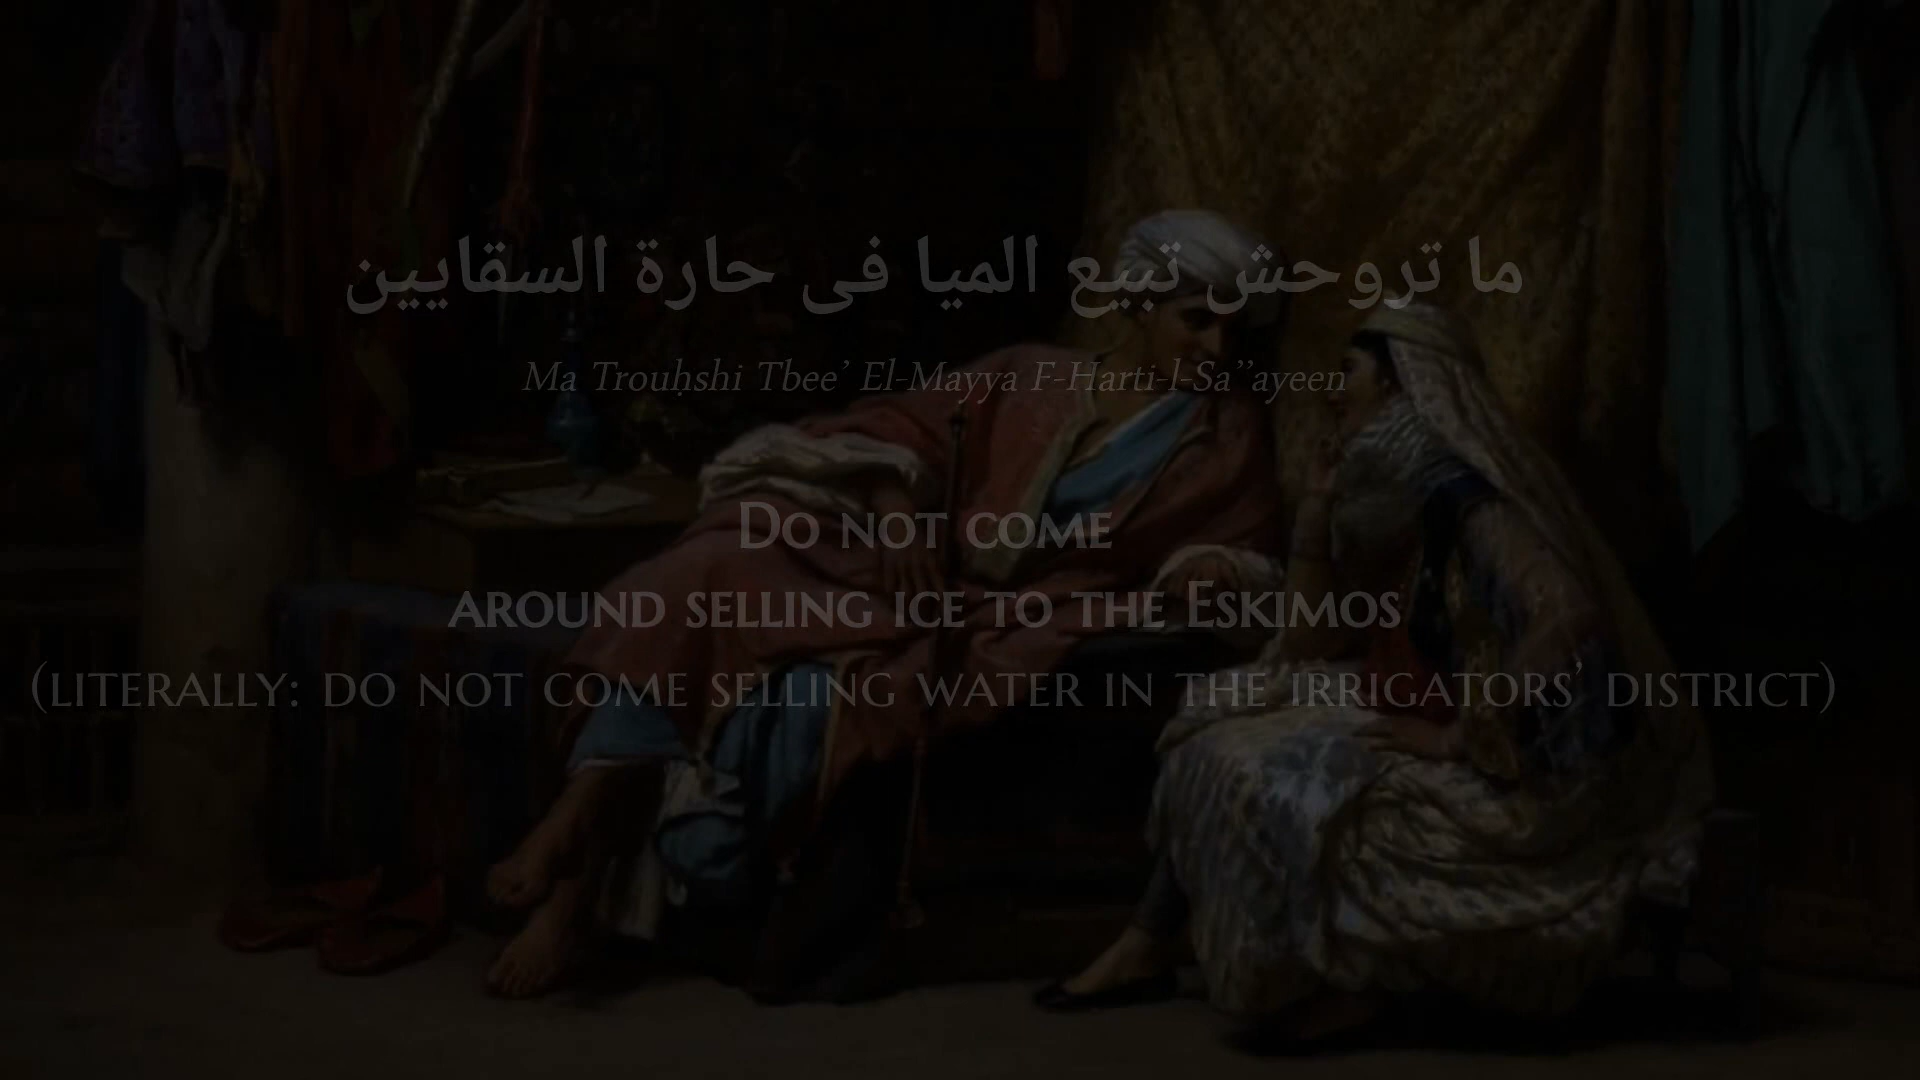 ما تروحش تبيع الميا فى حارة السقايين
Ma Trouḥshi Tbee’ El-Mayya F-Harti-l-Sa’’ayeen
Do not come
around selling ice to the Eskimos
(literally: do not come selling water in the irrigators’ district)